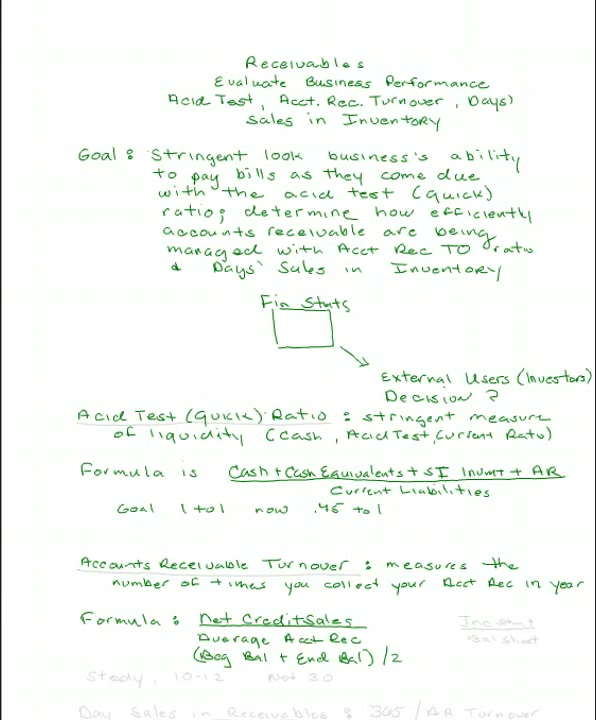 Receivables
Evaluate Business Performance
Acid Test, Acct. Rec. Turnover, Days'
Sales in Inventory
Goal: Stringent look business's ability
to pay bills as they come due
with the acid test (quick)
ratio; determine how efficiently
accounts receivable are being
managed with Acct Rec TO ratio
& Days' Sales in Inventory
Fin Stmts
External Users (Investors)
Decision?
Acid Test (Quick) Ratio: stringent measure
of liquidity (Cash, Acid Test, Current Ratio)
Formula is Cash + Cash Equivalents + SI Invmt + AR
Current Liabilities
Goal 1 to 1 now .45 to 1
Accounts Receivable Turnover: measures the
number of times you collect your Acct Rec in year
Formula: Net Credit Sales
Average Acct Rec
(Beg Bal + End Bal) / 2
Inc Stmt
Bal Sheet
Steady, 10-12 Net 30
Day Sales in Receivables: 365 / AR Turnover